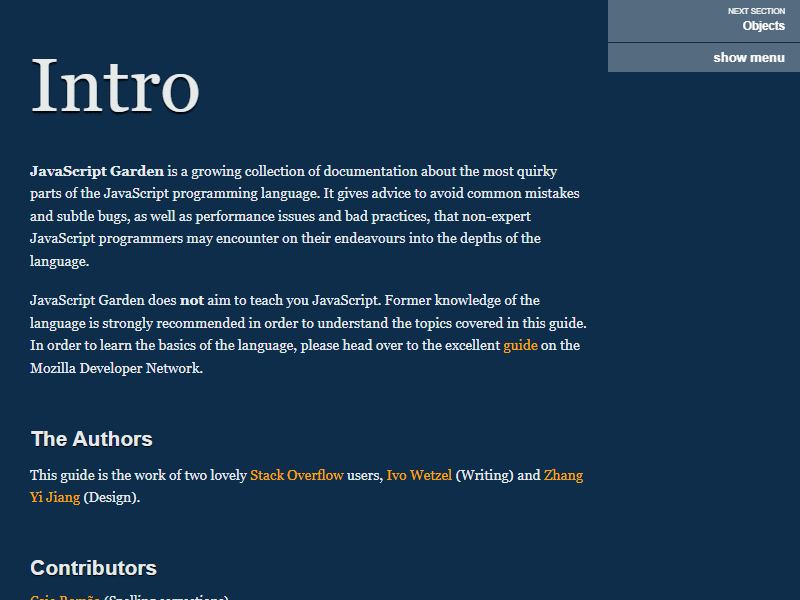 NEXT SECTION
Objects
show menu
Intro
JavaScript Garden is a growing collection of documentation about the most quirky
parts of the JavaScript programming language. It gives advice to avoid common mistakes
and subtle bugs, as well as performance issues and bad practices, that non-expert
JavaScript programmers may encounter on their endeavours into the depths of the
language.
JavaScript Garden does not aim to teach you JavaScript. Former knowledge of the
language is strongly recommended in order to understand the topics covered in this guide.
In order to learn the basics of the language, please head over to the excellent guide on the
Mozilla Developer Network.
The Authors
This guide is the work of two lovely Stack Overflow users, Ivo Wetzel (Writing) and Zhang
Yi Jiang (Design).
Contributors
Caio Romão (Spelling corrections)